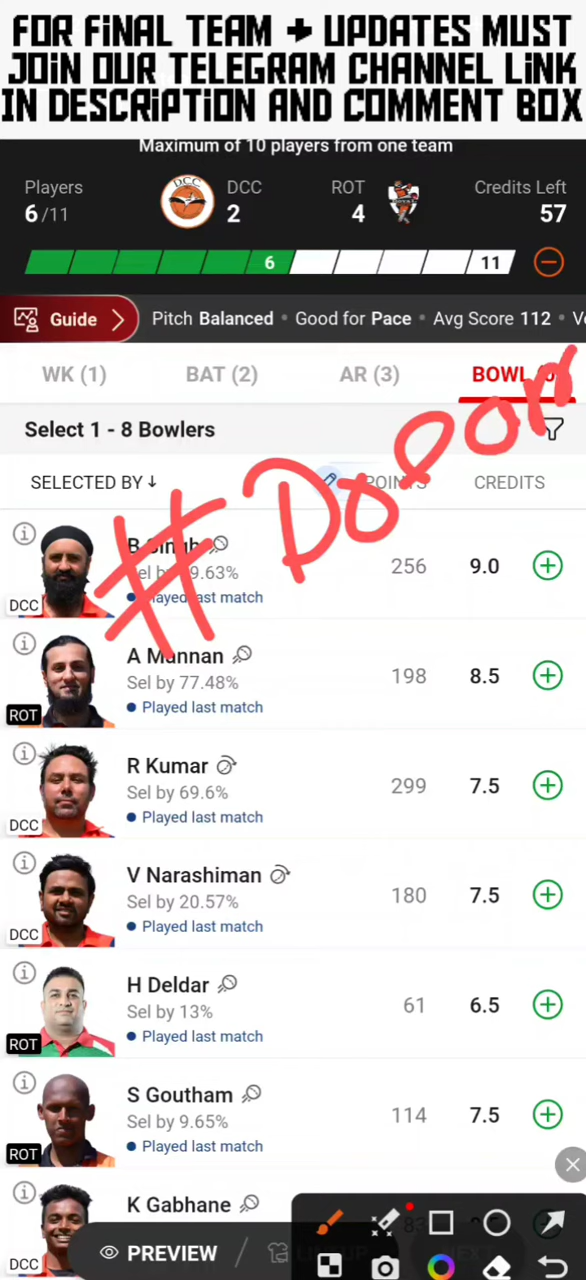 FOR FINAL TEAM + UPDATES MUST
JOIN OUR TELEGRAM CHANNEL LINK
IN DESCRIPTION AND COMMENT BOX
Maximum of 10 players from one team
Players DCC DCC ROT Credits Left
6/11 2 4 57
6 11
Guide Pitch Balanced • Good for Pace • Avg Score 112
WK (1) BAT (2) AR (3) BOWL
Select 1 - 8 Bowlers
SELECTED BY POINTS CREDITS
B Singh
256 9.0
Played last match
DCC
A Mannan
Sel by 77.48% 198 8.5
Played last match
ROT
R Kumar
Sel by 69.6% 299 7.5
Played last match
DCC
V Narashiman
Sel by 20.57% 180 7.5
Played last match
DCC
H Deldar
Sel by 13% 61 6.5
Played last match
ROT
S Goutham
Sel by 9.65% 114 7.5
Played last match
ROT
K Gabhane
DCC
PREVIEW